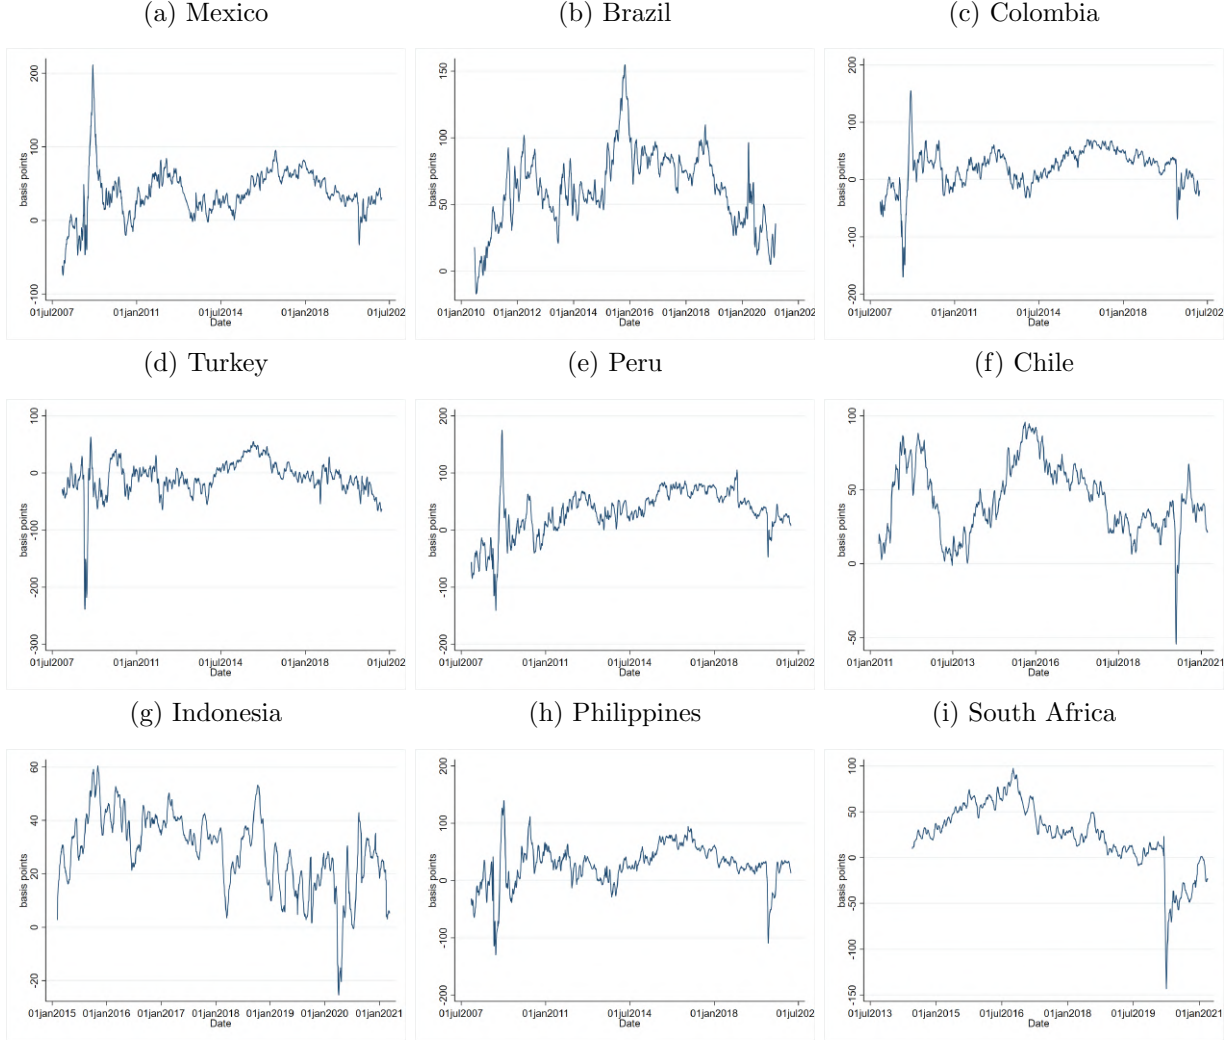 (a) Mexico
(b) Brazil
(c) Colombia
200
100
0
-100
basis points
01jul2007
01jan2011
01jul2014
01jan2018
01jul202
Date
150
100
50
0
basis points
01jan2010
01jan2012
01jan2014
01jan2016
01jan2018
01jan2020
01jan202
Date
200
100
0
-100
-200
basis points
01jul2007
01jan2011
01jul2014
01jan2018
01jul202
Date
(d) Turkey
(e) Peru
(f) Chile
100
0
-100
-200
-300
basis points
01jul2007
01jan2011
01jul2014
01jan2018
01jul202
Date
200
100
0
-100
-200
basis points
01jul2007
01jan2011
01jul2014
01jan2018
01jul202
Date
100
50
0
-50
basis points
01jan2011
01jul2013
01jan2016
01jul2018
01jan2021
Date
(g) Indonesia
(h) Philippines
(i) South Africa
60
40
20
0
-20
basis points
01jan2015
01jan2016
01jan2017
01jan2018
01jan2019
01jan2020
01jan2021
Date
200
100
0
-100
-200
basis points
01jul2007
01jan2011
01jul2014
01jan2018
01jul202
Date
100
50
0
-50
-100
-150
basis points
01jul2013
01jan2015
01jul2016
01jan2018
01jul2019
01jan2021
Date